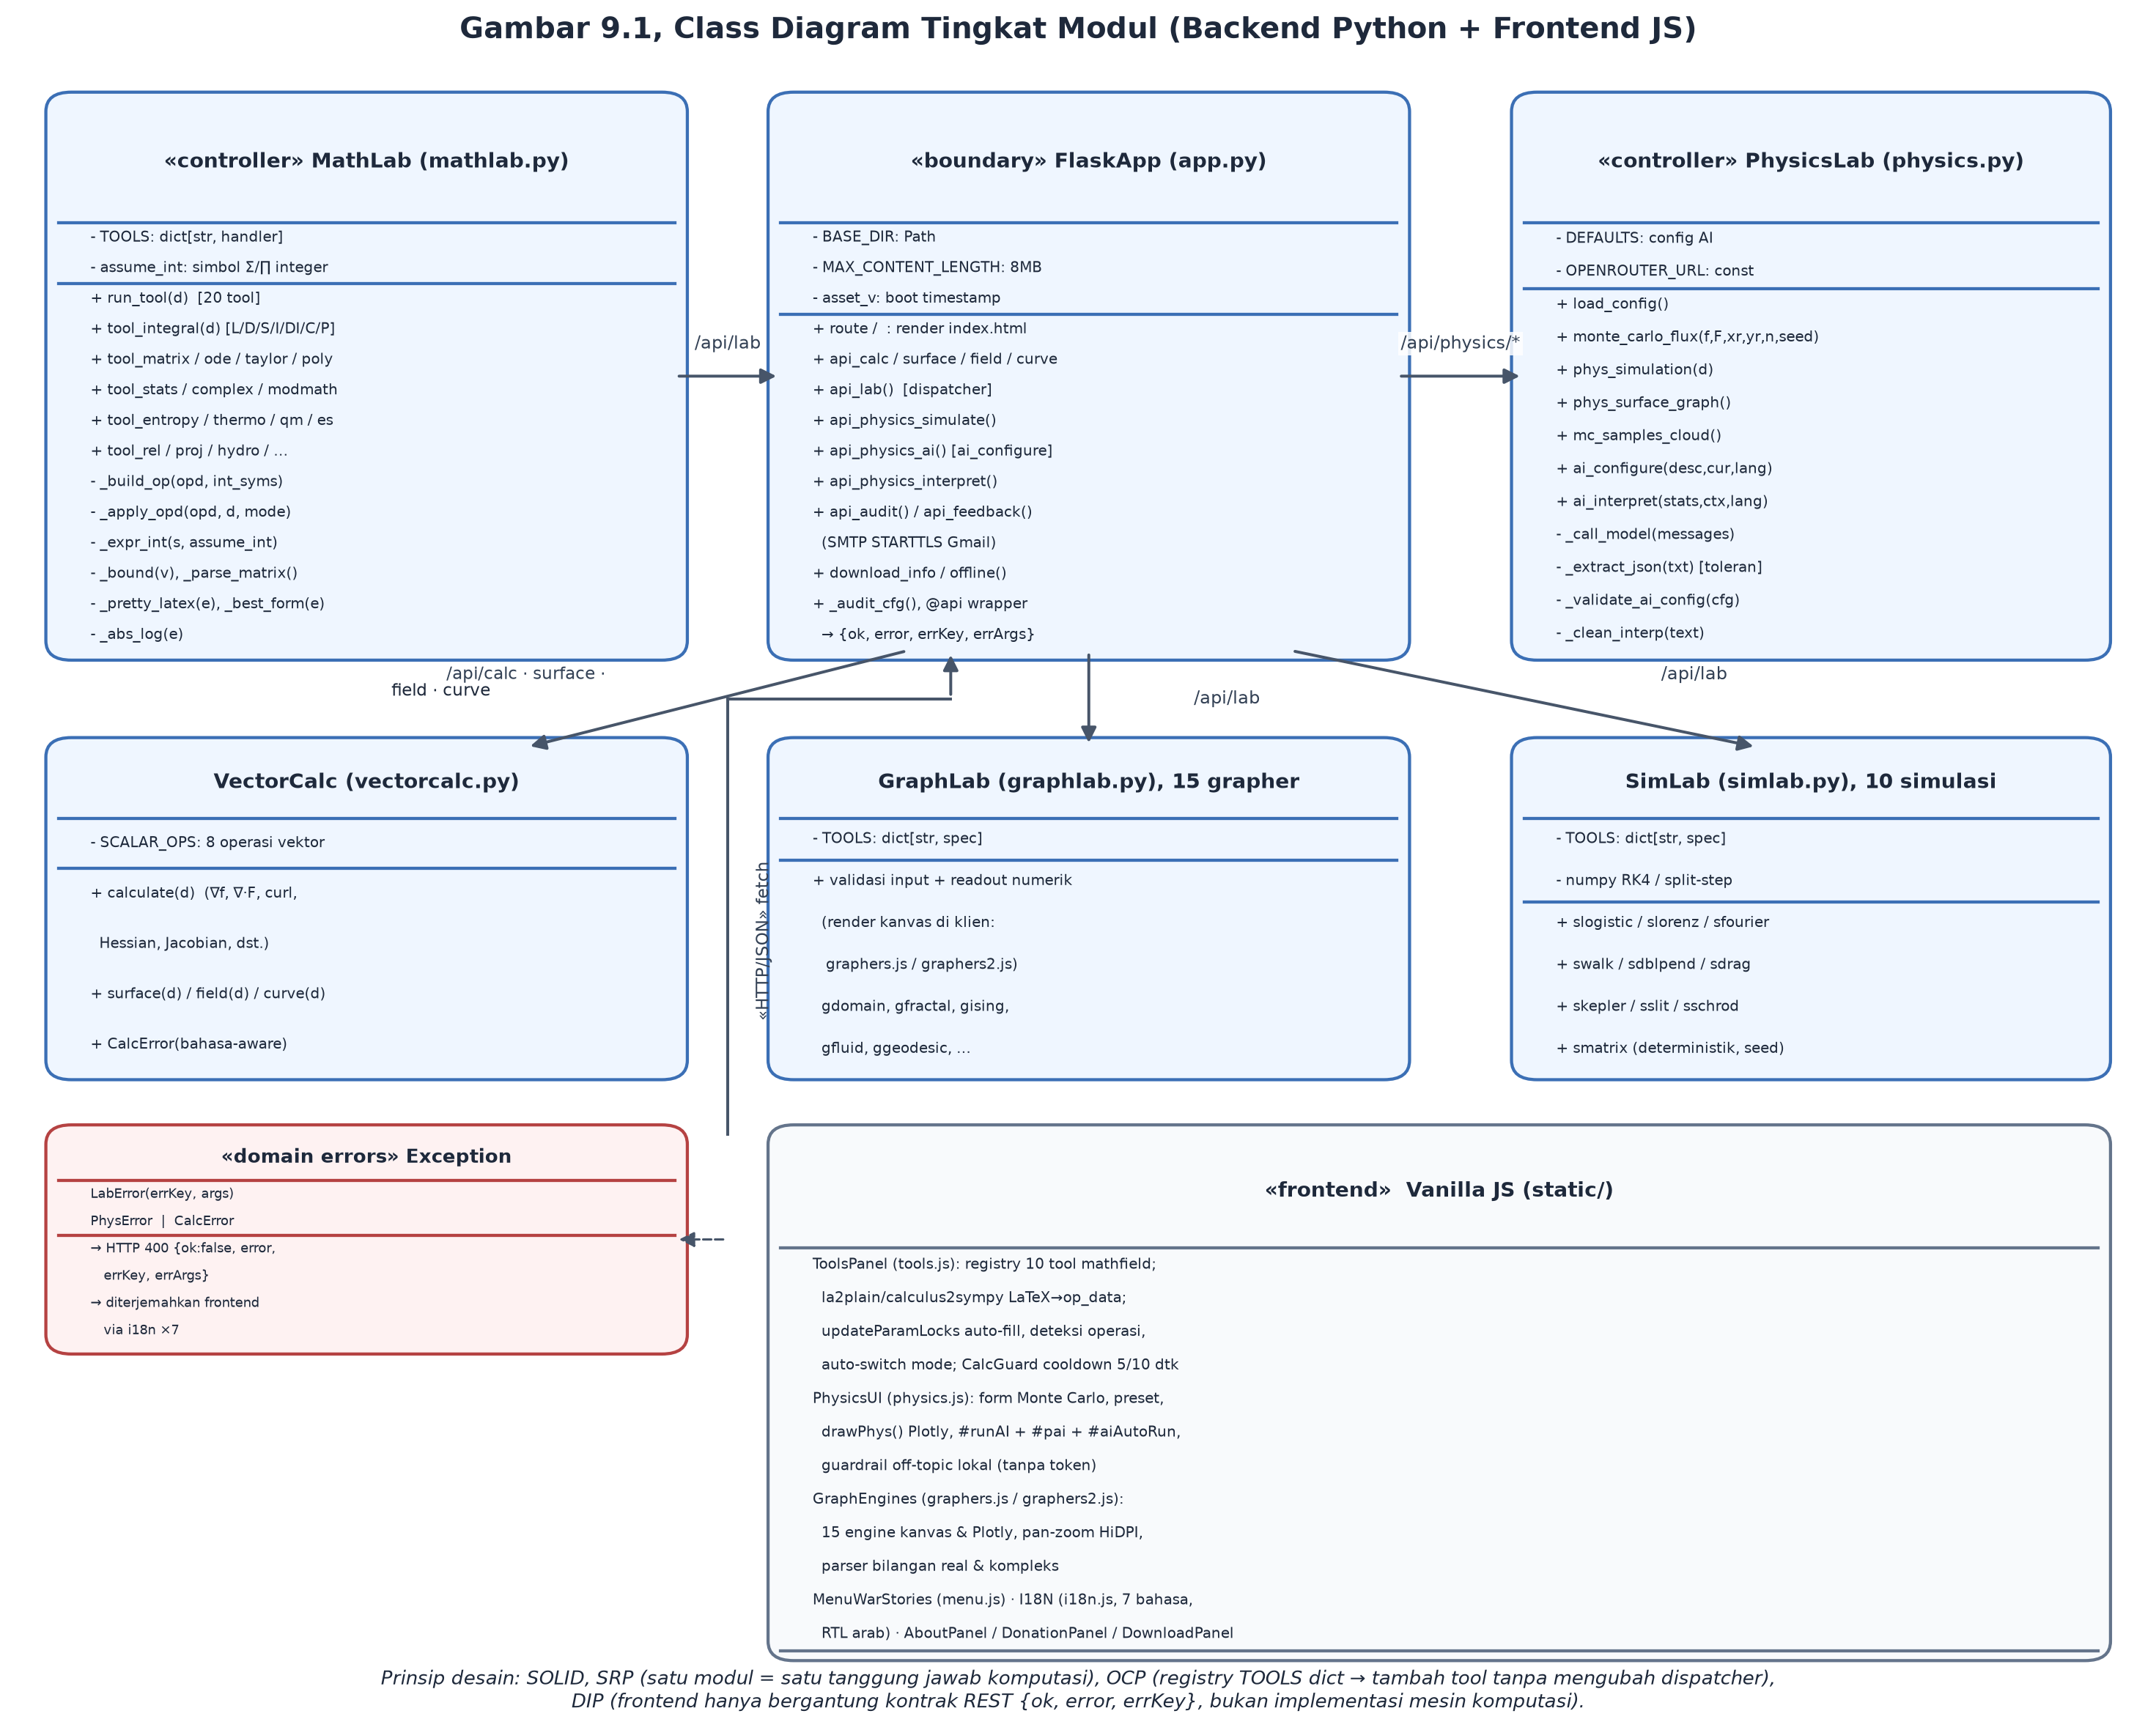 Gambar 9.1, Class Diagram Tingkat Modul (Backend Python + Frontend JS)
«controller» MathLab (mathlab.py)
- TOOLS: dict[str, handler]
- assume_int: simbol Σ/∏ integer
+ run_tool(d)  [20 tool]
+ tool_integral(d) [L/D/S/I/DI/C/P]
+ tool_matrix / ode / taylor / poly
+ tool_stats / complex / modmath
+ tool_entropy / thermo / qm / es
+ tool_rel / proj / hydro / …
- _build_op(opd, int_syms)
- _apply_opd(opd, d, mode)
- _expr_int(s, assume_int)
- _bound(v), _parse_matrix()
- _pretty_latex(e), _best_form(e)
- _abs_log(e)
/api/lab
«boundary» FlaskApp (app.py)
- BASE_DIR: Path
- MAX_CONTENT_LENGTH: 8MB
- asset_v: boot timestamp
+ route /  : render index.html
+ api_calc / surface / field / curve
+ api_lab()  [dispatcher]
+ api_physics_simulate()
+ api_physics_ai() [ai_configure]
+ api_physics_interpret()
+ api_audit() / api_feedback()
(SMTP STARTTLS Gmail)
+ download_info / offline()
+ _audit_cfg(), @api wrapper
→ {ok, error, errKey, errArgs}
/api/physics/*
«controller» PhysicsLab (physics.py)
- DEFAULTS: config AI
- OPENROUTER_URL: const
+ load_config()
+ monte_carlo_flux(f,F,xr,yr,n,seed)
+ phys_simulation(d)
+ phys_surface_graph()
+ mc_samples_cloud()
+ ai_configure(desc,cur,lang)
+ ai_interpret(stats,ctx,lang)
- _call_model(messages)
- _extract_json(txt) [toleran]
- _validate_ai_config(cfg)
- _clean_interp(text)
/api/calc · surface ·
field · curve
/api/lab
/api/lab
VectorCalc (vectorcalc.py)
- SCALAR_OPS: 8 operasi vektor
+ calculate(d)  (∇f, ∇·F, curl,
Hessian, Jacobian, dst.)
+ surface(d) / field(d) / curve(d)
+ CalcError(bahasa-aware)
«HTTP/JSON» fetch
GraphLab (graphlab.py), 15 grapher
- TOOLS: dict[str, spec]
+ validasi input + readout numerik
(render kanvas di klien:
graphers.js / graphers2.js)
gdomain, gfractal, gising,
gfluid, ggeodesic, …
SimLab (simlab.py), 10 simulasi
- TOOLS: dict[str, spec]
- numpy RK4 / split-step
+ slogistic / slorenz / sfourier
+ swalk / sdblpend / sdrag
+ skepler / sslit / sschrod
+ smatrix (deterministik, seed)
«domain errors» Exception
LabError(errKey, args)
PhysError  |  CalcError
→ HTTP 400 {ok:false, error,
errKey, errArgs}
→ diterjemahkan frontend
via i18n ×7
«frontend»  Vanilla JS (static/)
ToolsPanel (tools.js): registry 10 tool mathfield;
la2plain/calculus2sympy LaTeX→op_data;
updateParamLocks auto-fill, deteksi operasi,
auto-switch mode; CalcGuard cooldown 5/10 dtk
PhysicsUI (physics.js): form Monte Carlo, preset,
drawPhys() Plotly, #runAI + #pai + #aiAutoRun,
guardrail off-topic lokal (tanpa token)
GraphEngines (graphers.js / graphers2.js):
15 engine kanvas & Plotly, pan-zoom HiDPI,
parser bilangan real & kompleks
MenuWarStories (menu.js) · I18N (i18n.js, 7 bahasa,
RTL arab) · AboutPanel / DonationPanel / DownloadPanel
Prinsip desain: SOLID, SRP (satu modul = satu tanggung jawab komputasi), OCP (registry TOOLS dict → tambah tool tanpa mengubah dispatcher),
DIP (frontend hanya bergantung kontrak REST {ok, error, errKey}, bukan implementasi mesin komputasi).